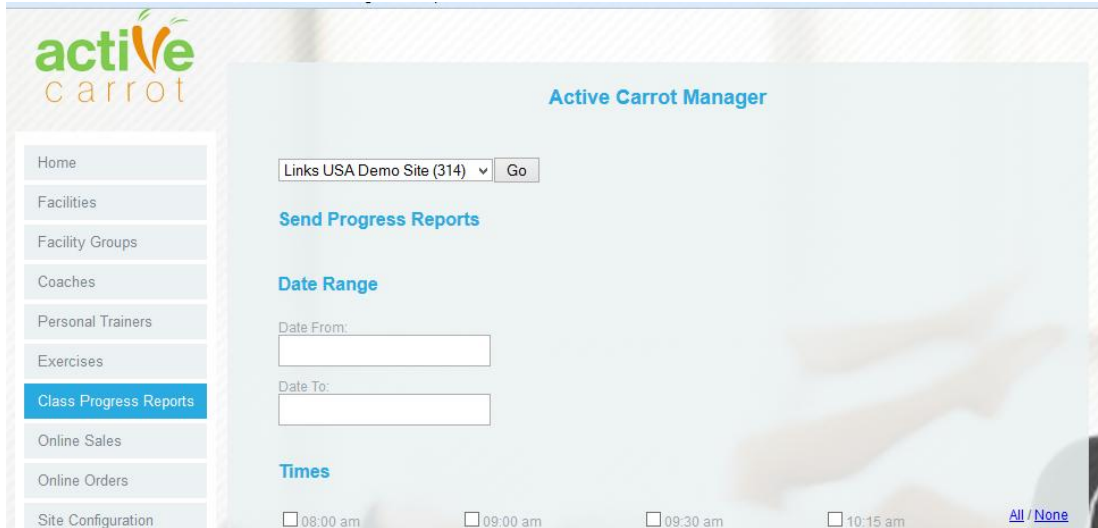 active
carrot
Active Carrot Manager
Home
Facilities
Facility Groups
Coaches
Personal Trainers
Exercises
Class Progress Reports
Online Sales
Online Orders
Site Configuration
Links USA Demo Site (314) Go
Send Progress Reports
Date Range
Date From:
Date To:
Times
08:00 am 09:00 am 09:30 am 10:15 am All / None